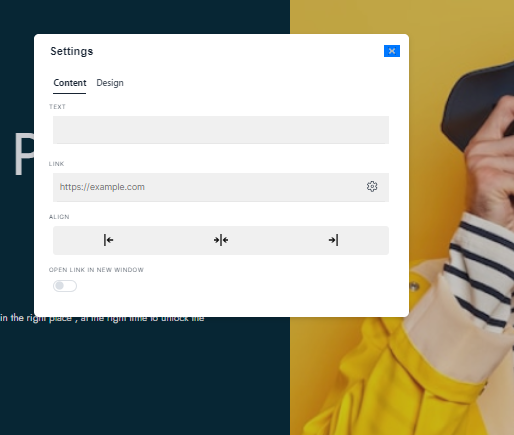 Settings
Content Design
TEXT
LINK
https://example.com
ALIGN
OPEN LINK IN NEW WINDOW
P
in the right place , at the right time to unlock the